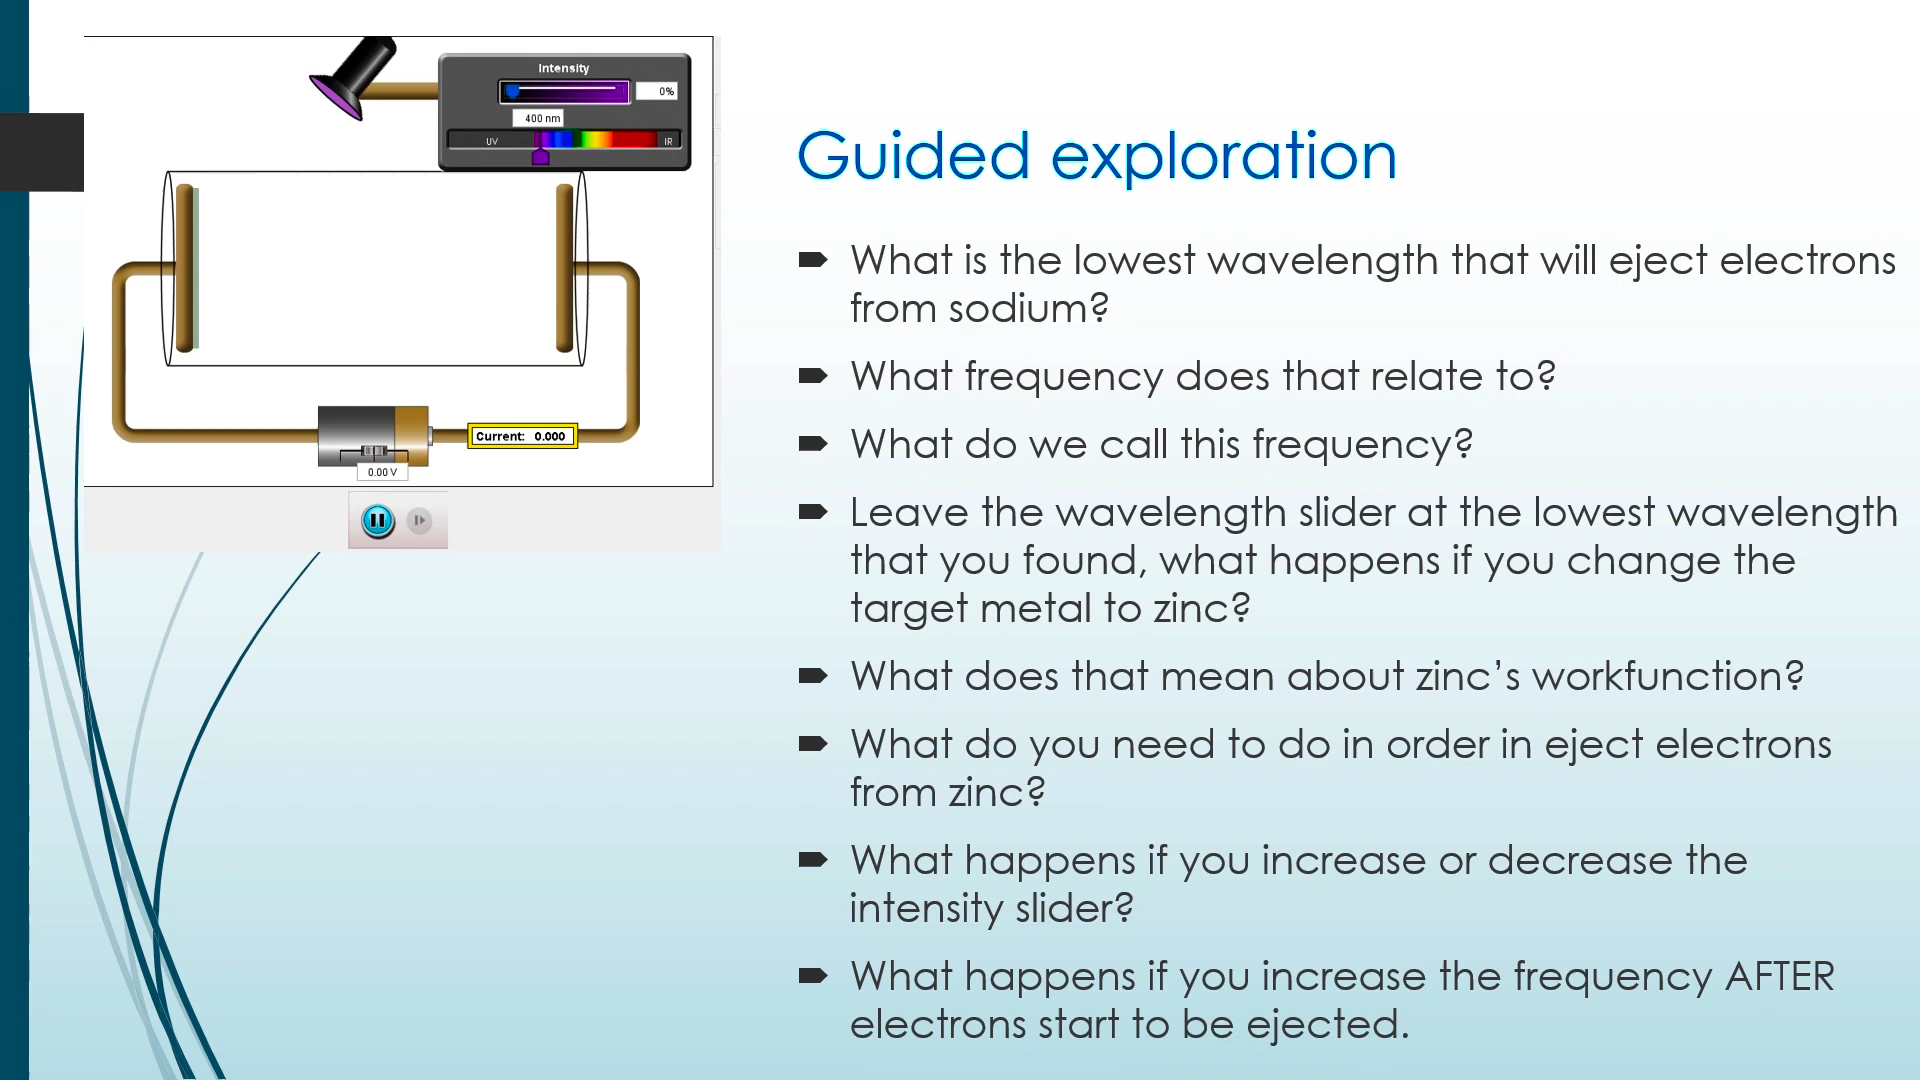 Intensity
0%
400 nm
UV
IR
Current: 0.000
0.00 V
Guided exploration
What is the lowest wavelength that will eject electrons
from sodium?
What frequency does that relate to?
What do we call this frequency?
Leave the wavelength slider at the lowest wavelength
that you found, what happens if you change the
target metal to zinc?
What does that mean about zinc’s workfunction?
What do you need to do in order in eject electrons
from zinc?
What happens if you increase or decrease the
intensity slider?
What happens if you increase the frequency AFTER
electrons start to be ejected.